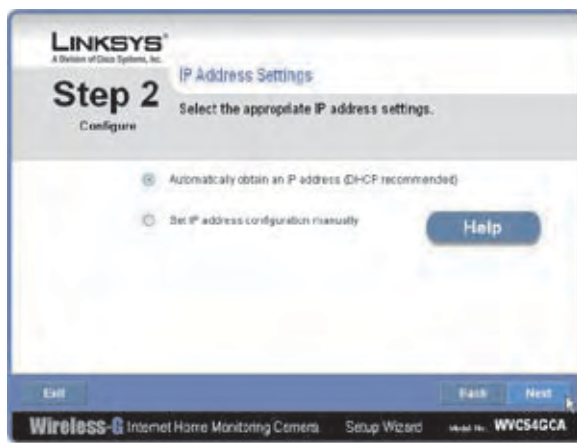 LINKSYS®
A Division of Cisco Systems, Inc.
Step 2
Configure
IP Address Settings
Select the appropriate IP address settings.
Automatically obtain an IP address (DHCP recommended)
Set IP address configuration manually
Help
Exit
Back
Next
Wireless-G Internet Home Monitoring Camera
Setup Wizard
Model No. WVC54GCA